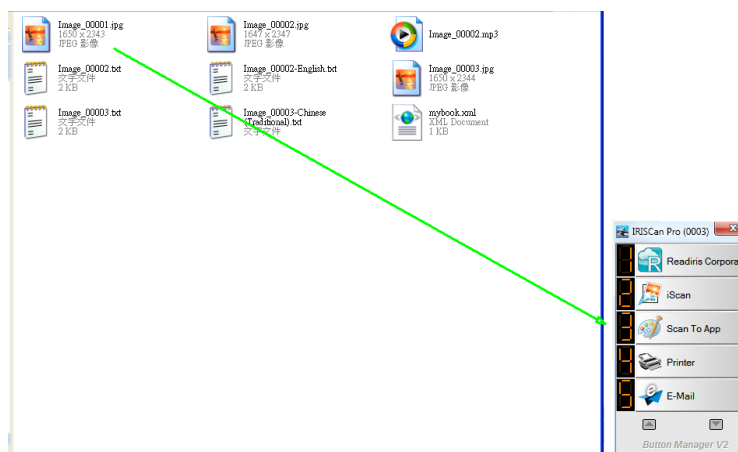 Image_00001.jpg
1650 x 2343
JPEG 影像
Image_00002.jpg
1647 x 2347
JPEG 影像
Image_00002.mp3
Image_00002.txt
文字文件
2 KB
Image_00002-English.txt
文字文件
2 KB
Image_00003.jpg
1650 x 2344
JPEG 影像
Image_00003.txt
文字文件
2 KB
Image_00003-Chinese
(Traditional).txt
文字文件
mybook.xml
XML Document
1 KB
IRISCan Pro (0003)
1
Readiris Corpora
2
iScan
3
Scan To App
4
Printer
5
E-Mail
Button Manager V2